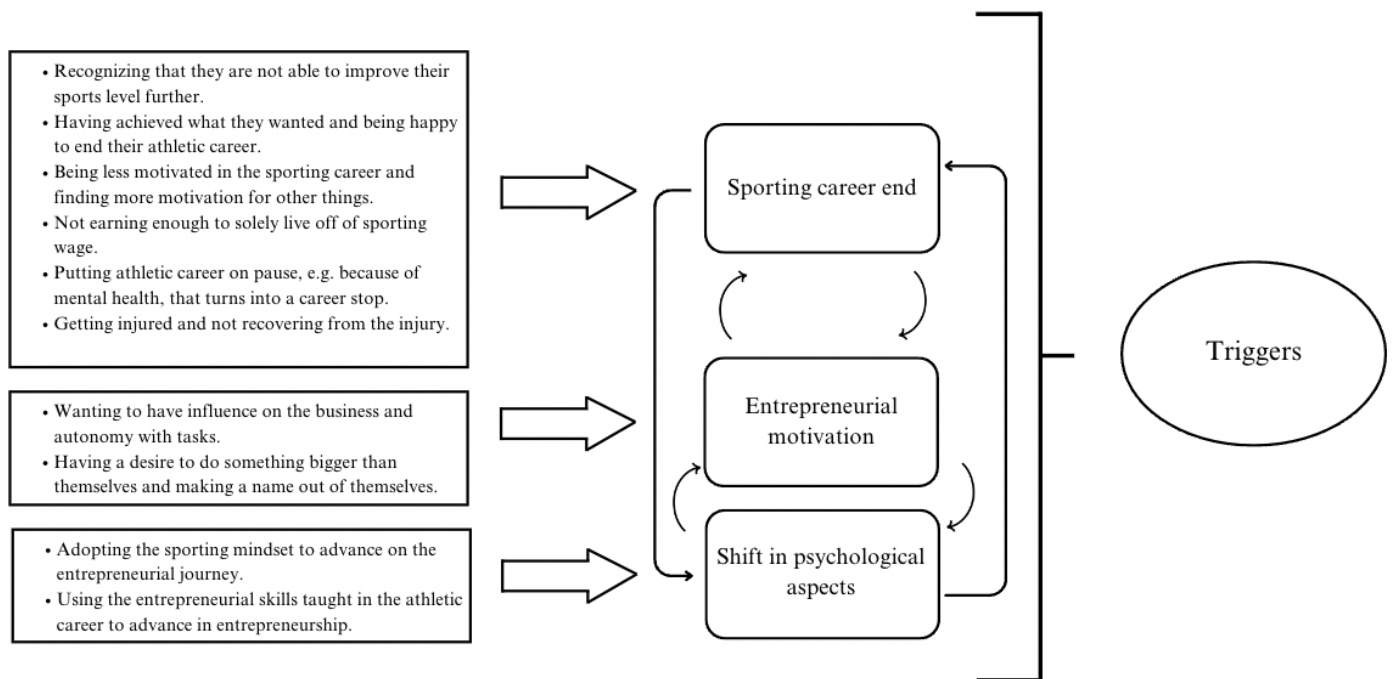 • Recognizing that they are not able to improve their
sports level further.
• Having achieved what they wanted and being happy
to end their athletic career.
• Being less motivated in the sporting career and
finding more motivation for other things.
• Not earning enough to solely live off of sporting
wage.
• Putting athletic career on pause, e.g. because of
mental health, that turns into a career stop.
• Getting injured and not recovering from the injury.
• Wanting to have influence on the business and
autonomy with tasks.
• Having a desire to do something bigger than
themselves and making a name out of themselves.
• Adopting the sporting mindset to advance on the
entrepreneurial journey.
• Using the entrepreneurial skills taught in the athletic
career to advance in entrepreneurship.
Sporting career end
Entrepreneurial
motivation
Shift in psychological
aspects
Triggers